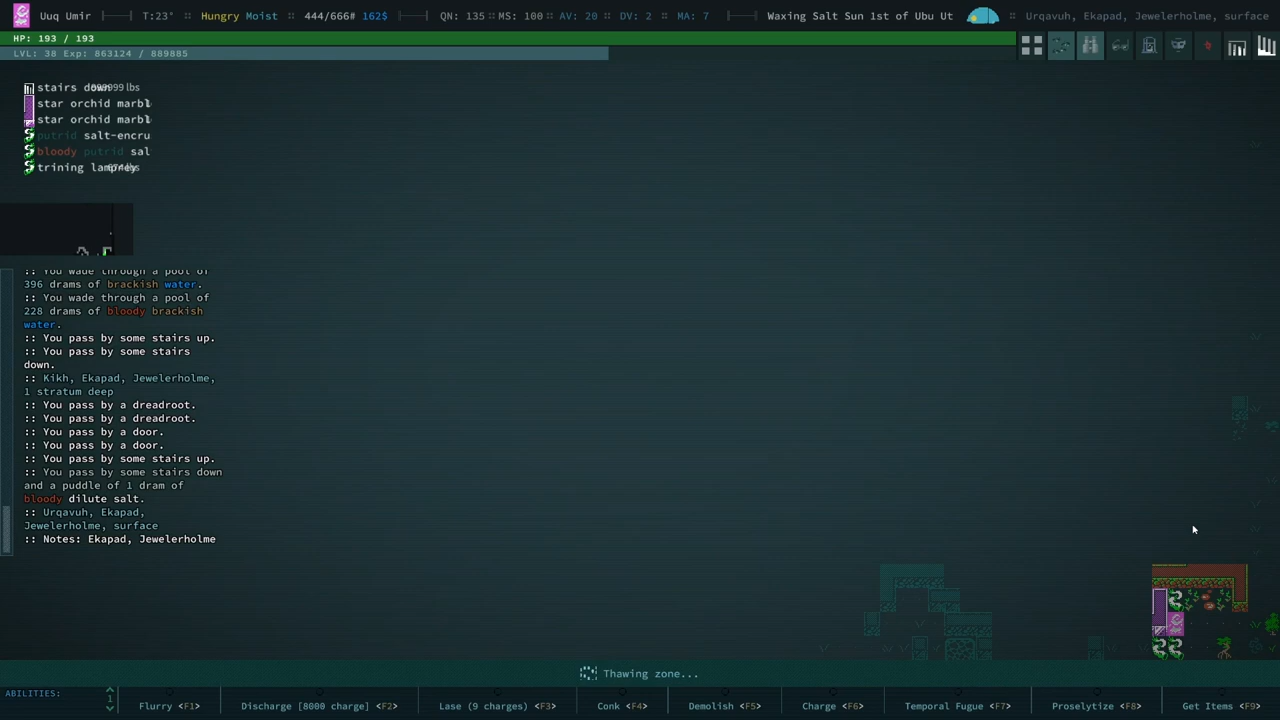 Uuq Umir T:23° Hungry Moist :: 444/666# 162$ QN: 135 :: MS: 100 :: AV: 20 :: DV: 2 :: MA: 7 Waxing Salt Sun 1st of Ubu Ut :: Urqavuh, Ekapad, Jewelerholme, surface
HP: 193 / 193
LVL: 38 Exp: 863124 / 889885
stairs down
star orchid marbl
star orchid marbl
putrid salt-encru
bloody putrid sal
trining lamprey
:: You wade through a pool of
396 drams of brackish water.
:: You wade through a pool of
228 drams of bloody brackish
water.
:: You pass by some stairs up.
:: You pass by some stairs
down.
:: Kikh, Ekapad, Jewelerholme,
1 stratum deep
:: You pass by a dreadroot.
:: You pass by a dreadroot.
:: You pass by a door.
:: You pass by a door.
:: You pass by some stairs up.
:: You pass by some stairs down
and a puddle of 1 dram of
bloody dilute salt.
:: Urqavuh, Ekapad,
Jewelerholme, surface
:: Notes: Ekapad, Jewelerholme
Thawing zone...
ABILITIES: 1 Flurry <F1> Discharge [8000 charge] <F2> Lase (9 charges) <F3> Conk <F4> Demolish <F5> Charge <F6> Temporal Fugue <F7> Proselytize <F8> Get Items <F9>